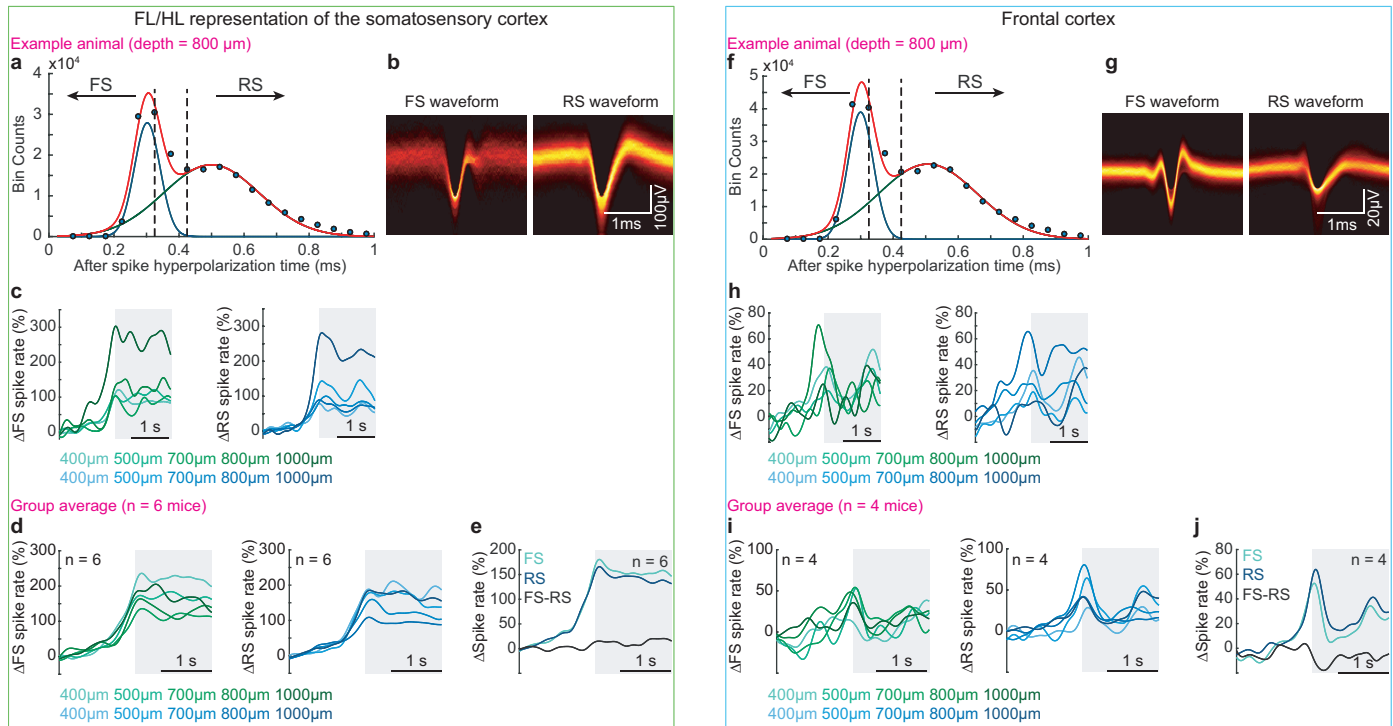 FL/HL representation of the somatosensory cortex
Example animal (depth = 800 µm)
a
×10⁴
4
3
2
1
0
Bin Counts
FS
RS
0
0.2
0.4
0.6
0.8
1
After spike hyperpolarization time (ms)
b
FS waveform
RS waveform
1ms
100µV
c
ΔFS spike rate (%)
300
200
100
0
1 s
ΔRS spike rate (%)
300
200
100
0
1 s
400µm 500µm 700µm 800µm 1000µm
400µm 500µm 700µm 800µm 1000µm
Group average (n = 6 mice)
d
ΔFS spike rate (%)
300
200
100
0
n = 6
1 s
ΔRS spike rate (%)
300
200
100
0
n = 6
1 s
400µm 500µm 700µm 800µm 1000µm
400µm 500µm 700µm 800µm 1000µm
e
ΔSpike rate (%)
200
150
100
50
0
FS
RS
FS-RS
n = 6
1 s
Frontal cortex
Example animal (depth = 800 µm)
f
×10⁴
5
4
3
2
1
0
Bin Counts
FS
RS
0
0.2
0.4
0.6
0.8
1
After spike hyperpolarization time (ms)
g
FS waveform
RS waveform
1ms
20µV
h
ΔFS spike rate (%)
80
60
40
20
0
1 s
ΔRS spike rate (%)
80
60
40
20
0
1 s
400µm 500µm 700µm 800µm 1000µm
400µm 500µm 700µm 800µm 1000µm
Group average (n = 4 mice)
i
ΔFS spike rate (%)
100
50
0
n = 4
1 s
ΔRS spike rate (%)
100
50
0
n = 4
1 s
400µm 500µm 700µm 800µm 1000µm
400µm 500µm 700µm 800µm 1000µm
j
ΔSpike rate (%)
80
60
40
20
0
-20
FS
RS
FS-RS
n = 4
1 s